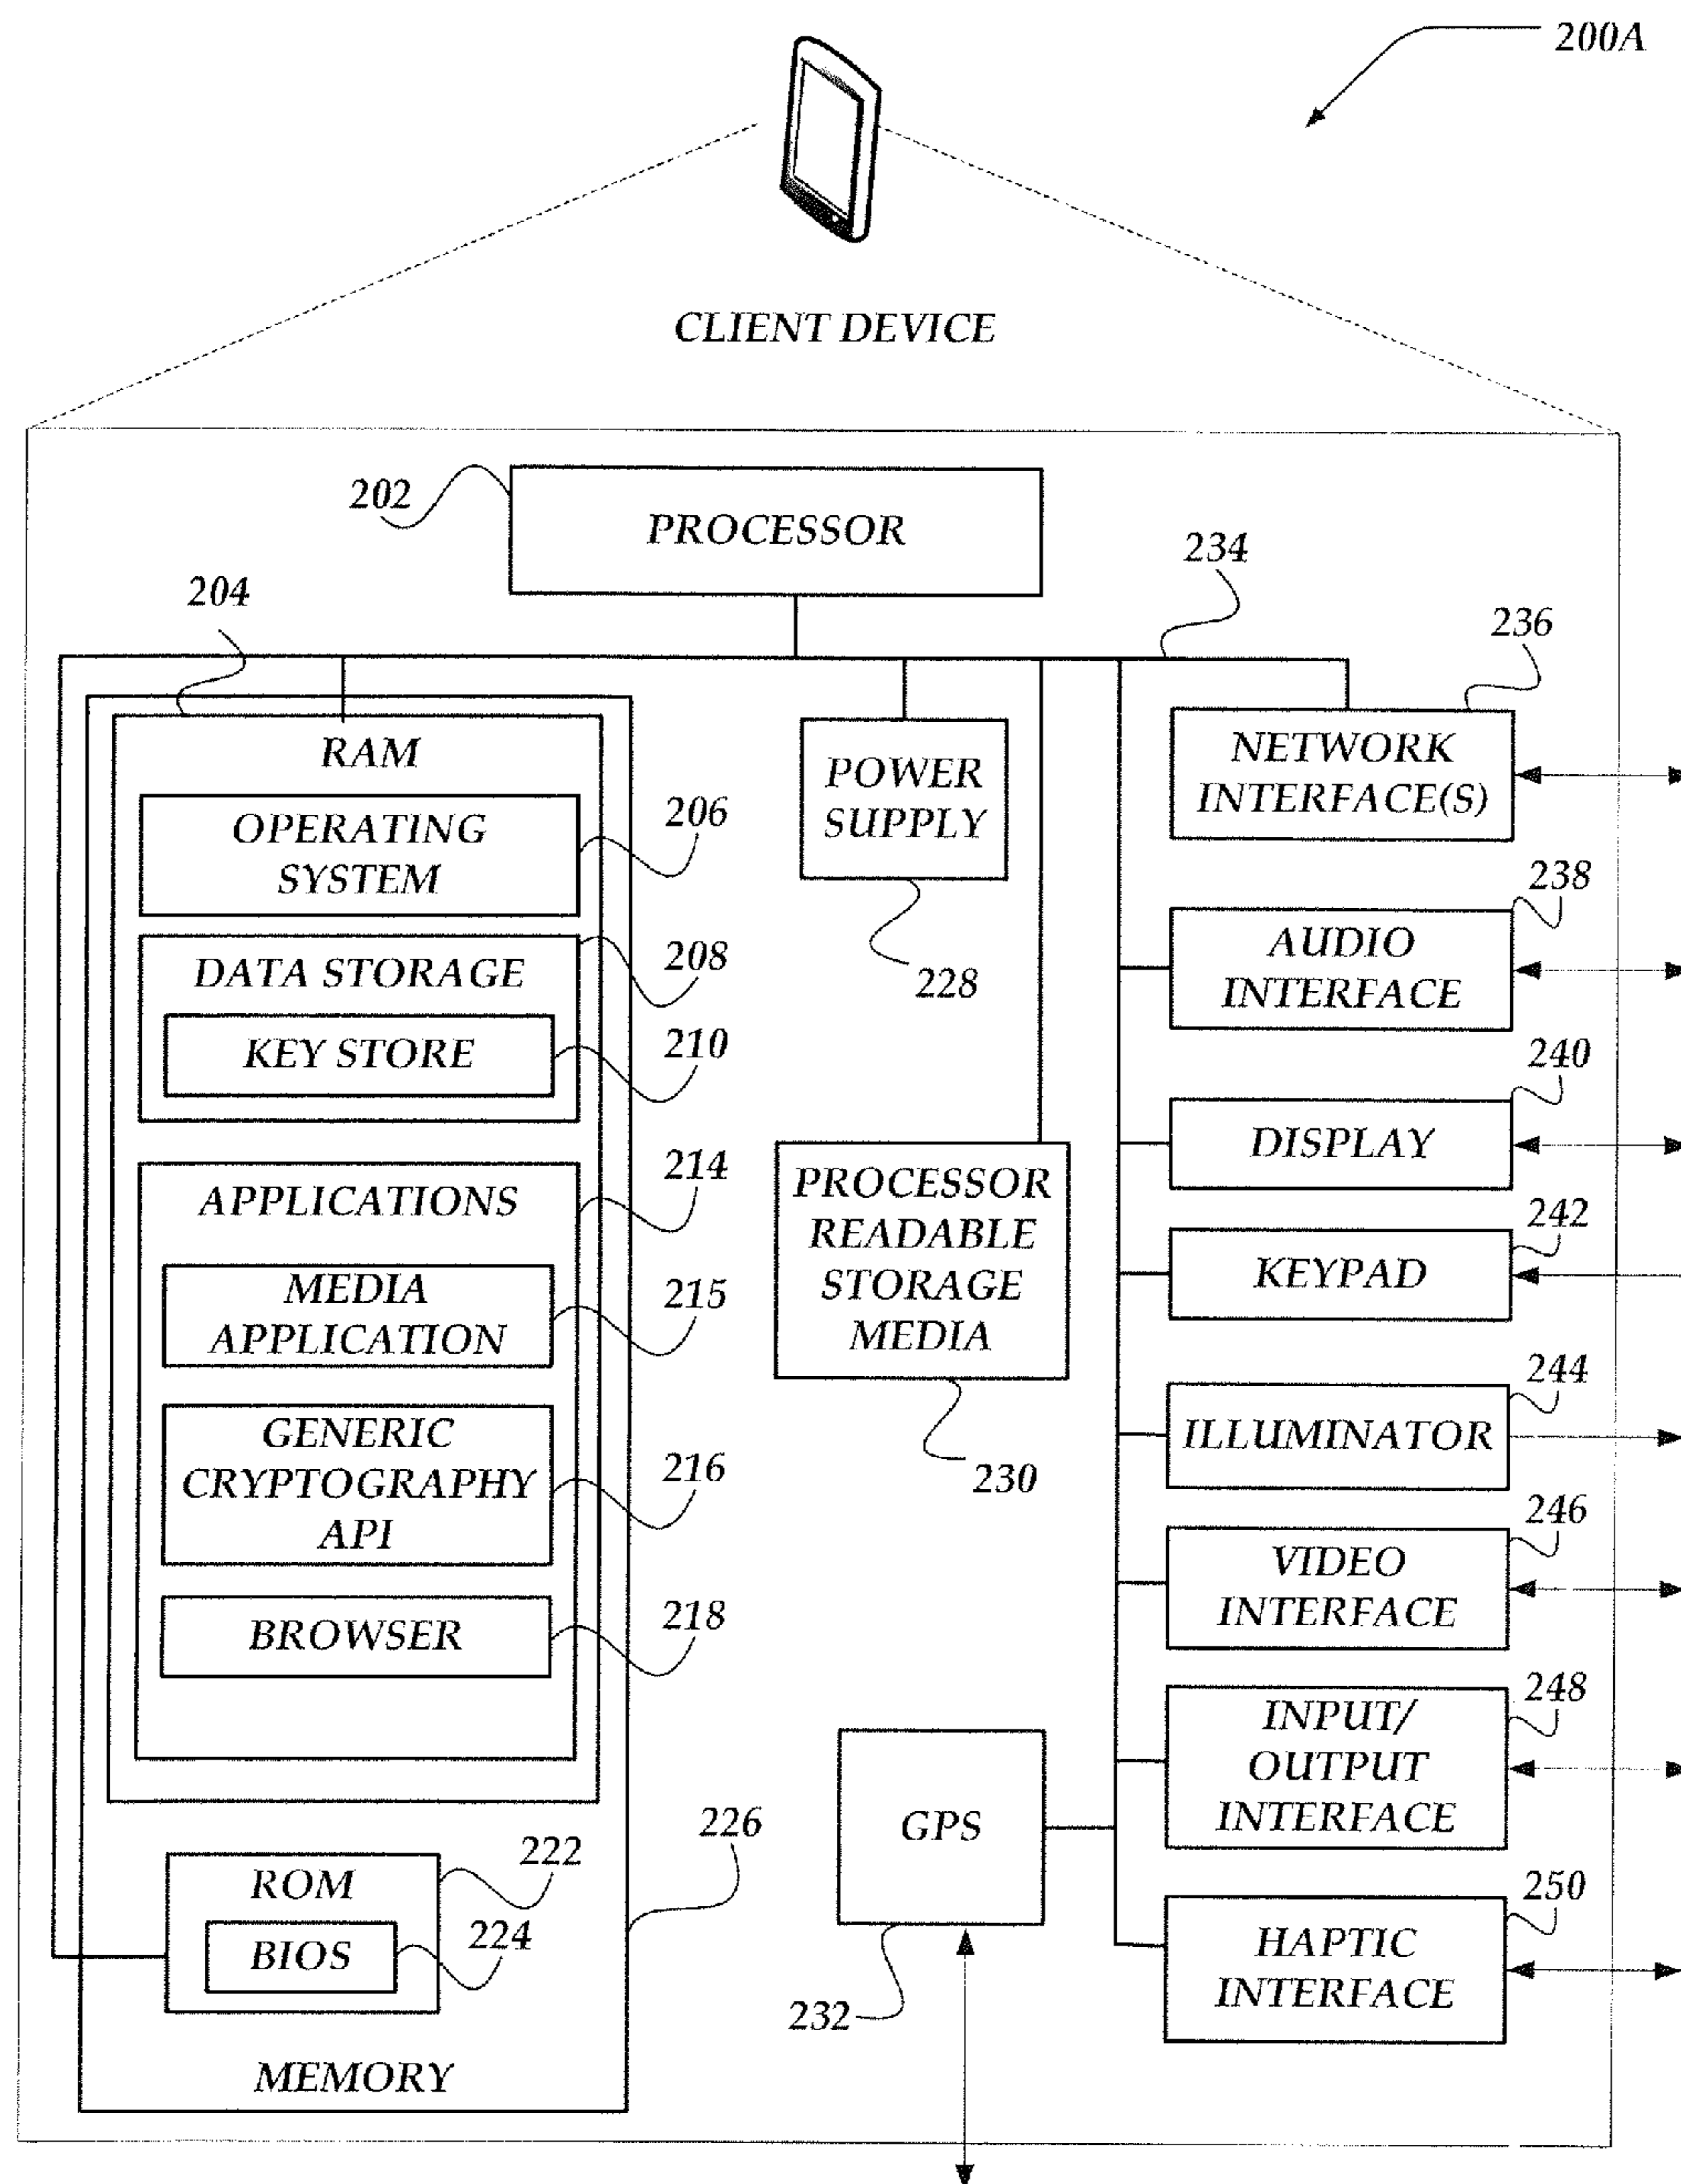 200A
CLIENT DEVICE
202
PROCESSOR
234
204
236
RAM
OPERATING
SYSTEM
206
DATA STORAGE
208
KEY STORE
210
APPLICATIONS
214
MEDIA
APPLICATION
215
GENERIC
CRYPTOGRAPHY
API
216
BROWSER
218
ROM
222
BIOS
224
226
MEMORY
POWER
SUPPLY
228
PROCESSOR
READABLE
STORAGE
MEDIA
230
GPS
232
NETWORK
INTERFACE(S)
238
AUDIO
INTERFACE
240
DISPLAY
242
KEYPAD
244
ILLUMINATOR
246
VIDEO
INTERFACE
248
INPUT/
OUTPUT
INTERFACE
250
HAPTIC
INTERFACE